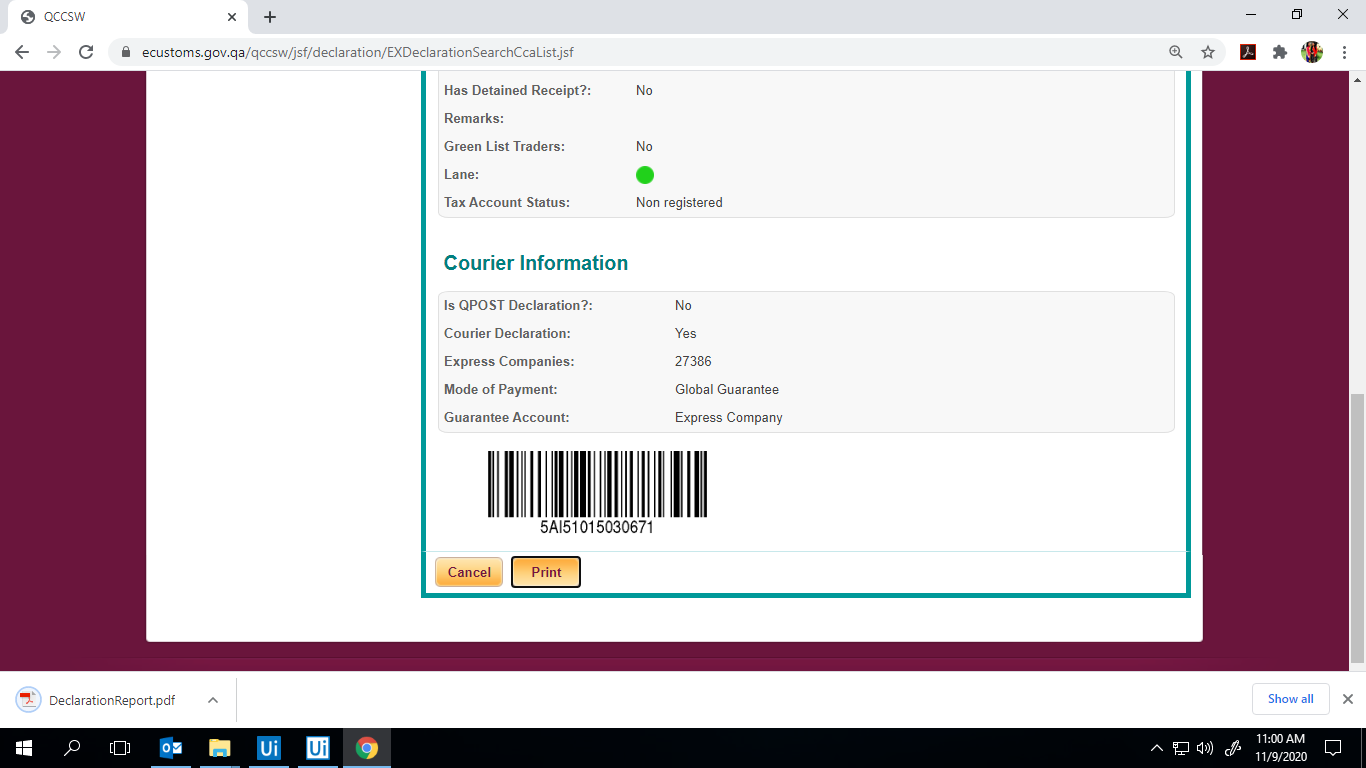 QCCSW
ecustoms.gov.qa/qccsw/jsf/declaration/EXDeclarationSearchCcaList.jsf
Has Detained Receipt?: No
Remarks:
Green List Traders: No
Lane:
Tax Account Status: Non registered
Courier Information
Is QPOST Declaration?: No
Courier Declaration: Yes
Express Companies: 27386
Mode of Payment: Global Guarantee
Guarantee Account: Express Company
5AI51015030671
Cancel Print
DeclarationReport.pdf Show all
Ui Ui
11:00 AM
11/9/2020